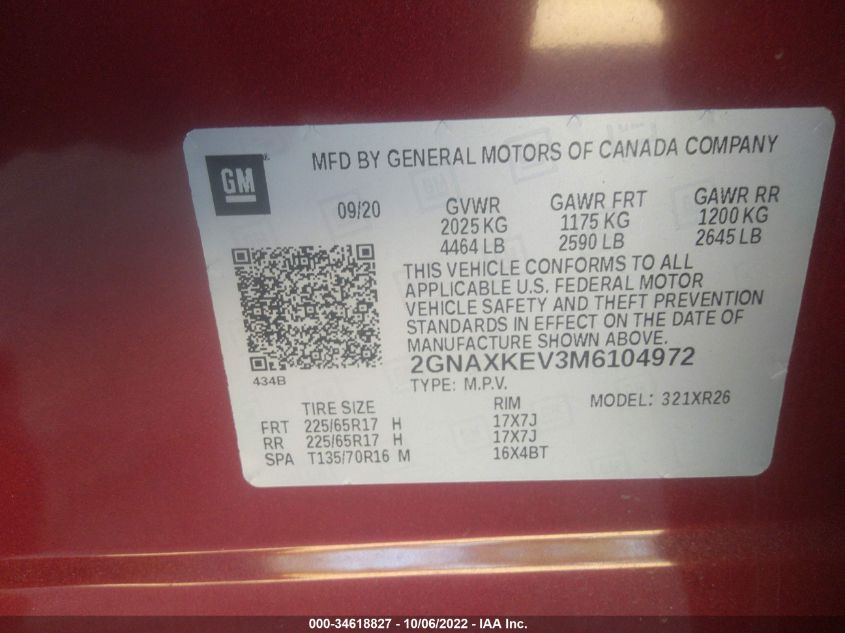 MFD BY GENERAL MOTORS OF CANADA COMPANY
GM®
09/20 GVWR GAWR FRT GAWR RR
2025 KG 1175 KG 1200 KG
4464 LB 2590 LB 2645 LB
THIS VEHICLE CONFORMS TO ALL
APPLICABLE U.S. FEDERAL MOTOR
VEHICLE SAFETY AND THEFT PREVENTION
STANDARDS IN EFFECT ON THE DATE OF
MANUFACTURE SHOWN ABOVE.
2GNAXKEV3M6104972
434B
TYPE: M.P.V.
TIRE SIZE RIM MODEL: 321XR26
FRT 225/65R17 H 17X7J
RR 225/65R17 H 17X7J
SPA T135/70R16 M 16X4BT
000-34618827 - 10/06/2022 - IAA Inc.